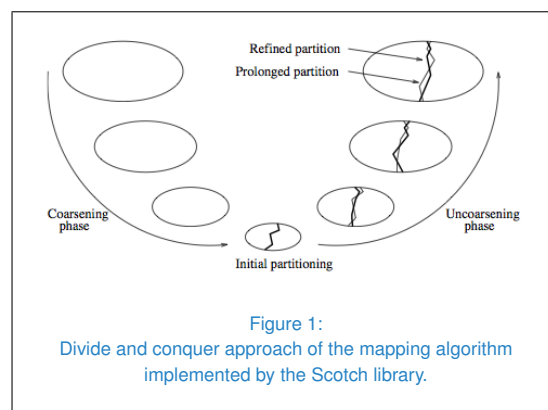 Refined partition
Prolonged partition
Coarsening
phase
Uncoarsening
phase
Initial partitioning
Figure 1:
Divide and conquer approach of the mapping algorithm
implemented by the Scotch library.